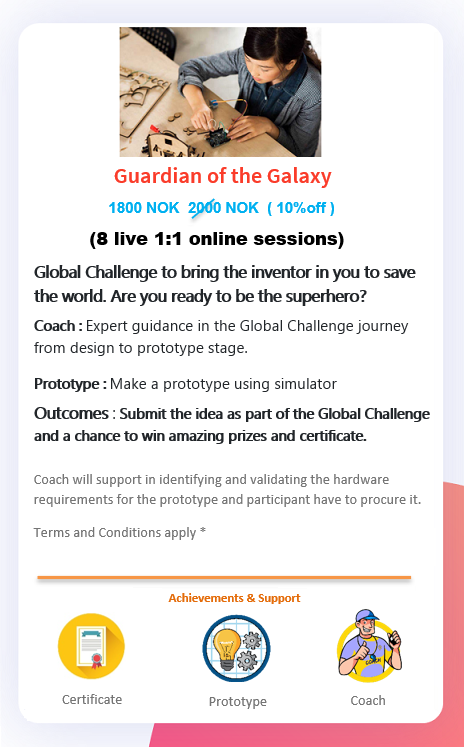 Guardian of the Galaxy
1800 NOK 2000 NOK ( 10%off )
(8 live 1:1 online sessions)
Global Challenge to bring the inventor in you to save
the world. Are you ready to be the superhero?
Coach : Expert guidance in the Global Challenge journey
from design to prototype stage.
Prototype : Make a prototype using simulator
Outcomes : Submit the idea as part of the Global Challenge
and a chance to win amazing prizes and certificate.
Coach will support in identifying and validating the hardware
requirements for the prototype and participant have to procure it.
Terms and Conditions apply *
Achievements & Support
COACH
Certificate
Prototype
Coach